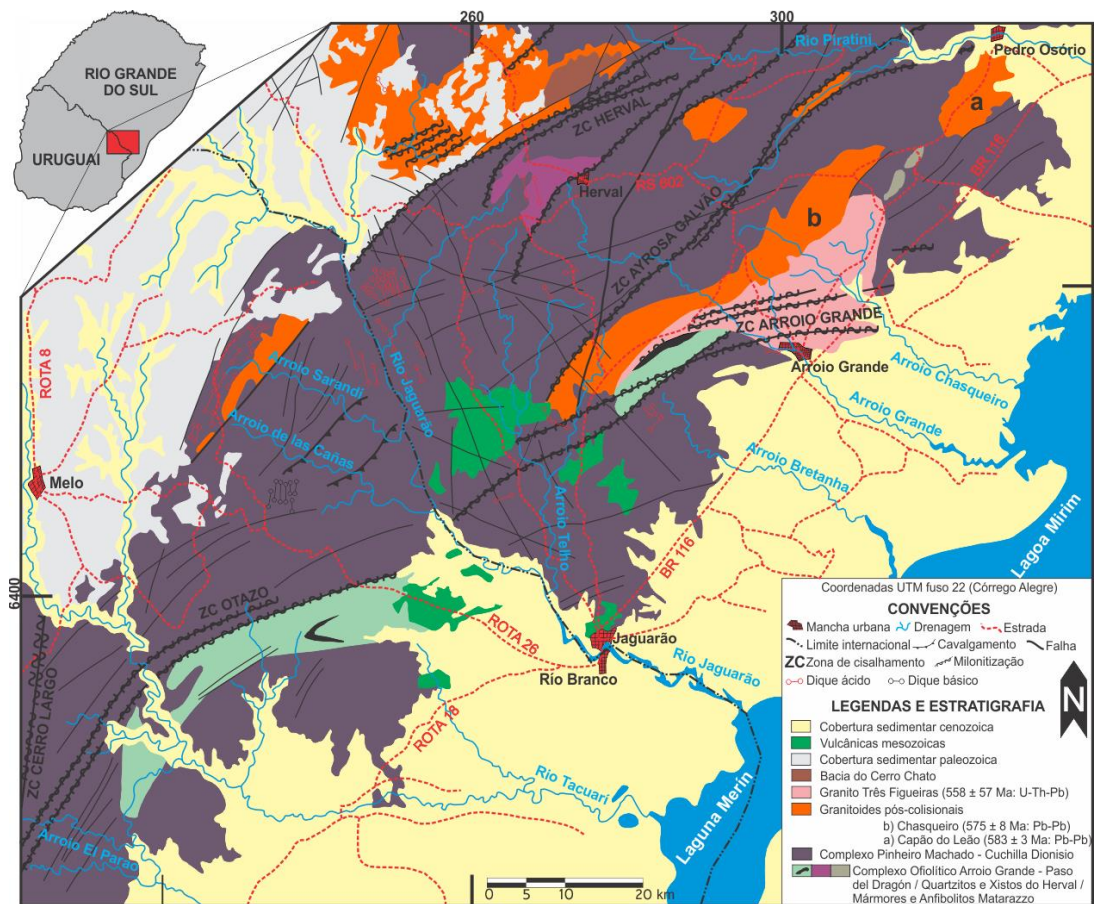 260
300
RIO GRANDE
DO SUL
URUGUAI
Rio Piratini
Pedro Osório
a
ZC HERVAL
BR 116
Herval
RS 602
b
ZC AYROSA GALVÃO
ROTA 8
Rio Jaguarão
ZC ARROIO GRANDE
Arroio Grande
Arroio Chasqueiro
Arroio Sarandi
Arroio Grande
Arroio de las Cañas
Arroio Bretanha
Melo
Arroio Telho
Lagoa Mirim
BR 116
6400
ZC OTAZO
ROTA 26
Jaguarão
Río Branco
Rio Jaguarão
ZC CERRO LARGO
ROTA 18
Rio Tacuarí
Laguna Merín
Arroio El Parao
0 5 10 20 km
Coordenadas UTM fuso 22 (Córrego Alegre)
CONVENÇÕES
Mancha urbana Drenagem Estrada
Limite internacional Cavalgamento Falha
ZC Zona de cisalhamento Milonitização
Dique ácido Dique básico
N
LEGENDAS E ESTRATIGRAFIA
Cobertura sedimentar cenozoica
Vulcânicas mesozoicas
Cobertura sedimentar paleozoica
Bacia do Cerro Chato
Granito Três Figueiras (558 ± 57 Ma: U-Th-Pb)
Granitoides pós-colisionais
b) Chasqueiro (575 ± 8 Ma: Pb-Pb)
a) Capão do Leão (583 ± 3 Ma: Pb-Pb)
Complexo Pinheiro Machado - Cuchilla Dionisio
Complexo Ofiolítico Arroio Grande - Paso
del Dragón / Quartzitos e Xistos do Herval /
Mármores e Anfibolitos Matarazzo